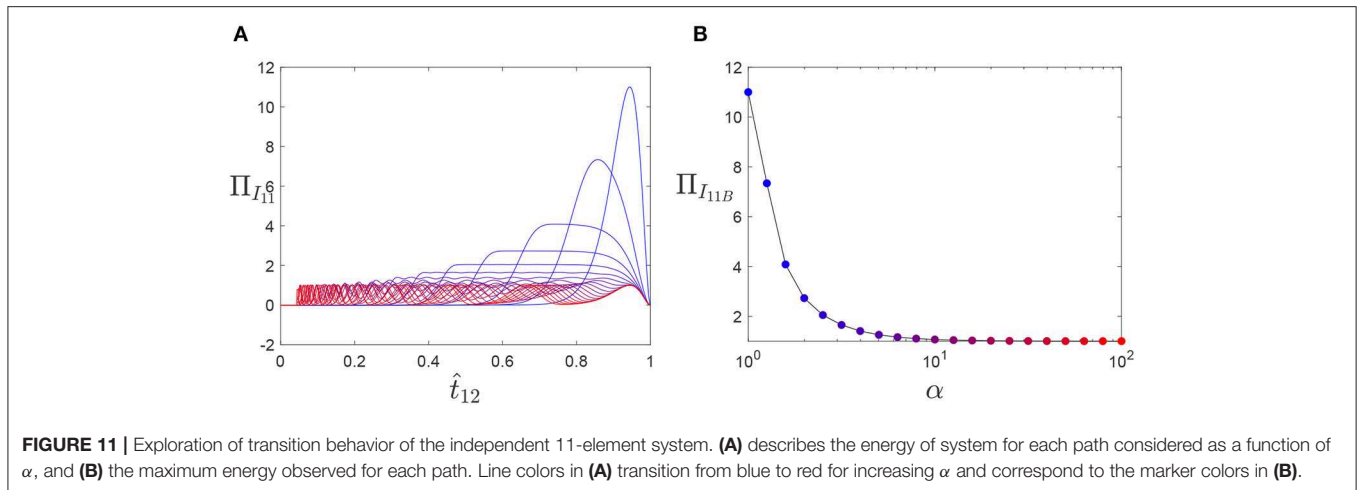 A
B
12
10
8
6
4
2
0
-2
Π_{I_{11}}
0
0.2
0.4
0.6
0.8
1
t̂_{12}
12
10
8
6
4
2
Π_{I_{11B}}
10^0
10^1
10^2
α
FIGURE 11 | Exploration of transition behavior of the independent 11-element system. (A) describes the energy of system for each path considered as a function of
α, and (B) the maximum energy observed for each path. Line colors in (A) transition from blue to red for increasing α and correspond to the marker colors in (B).